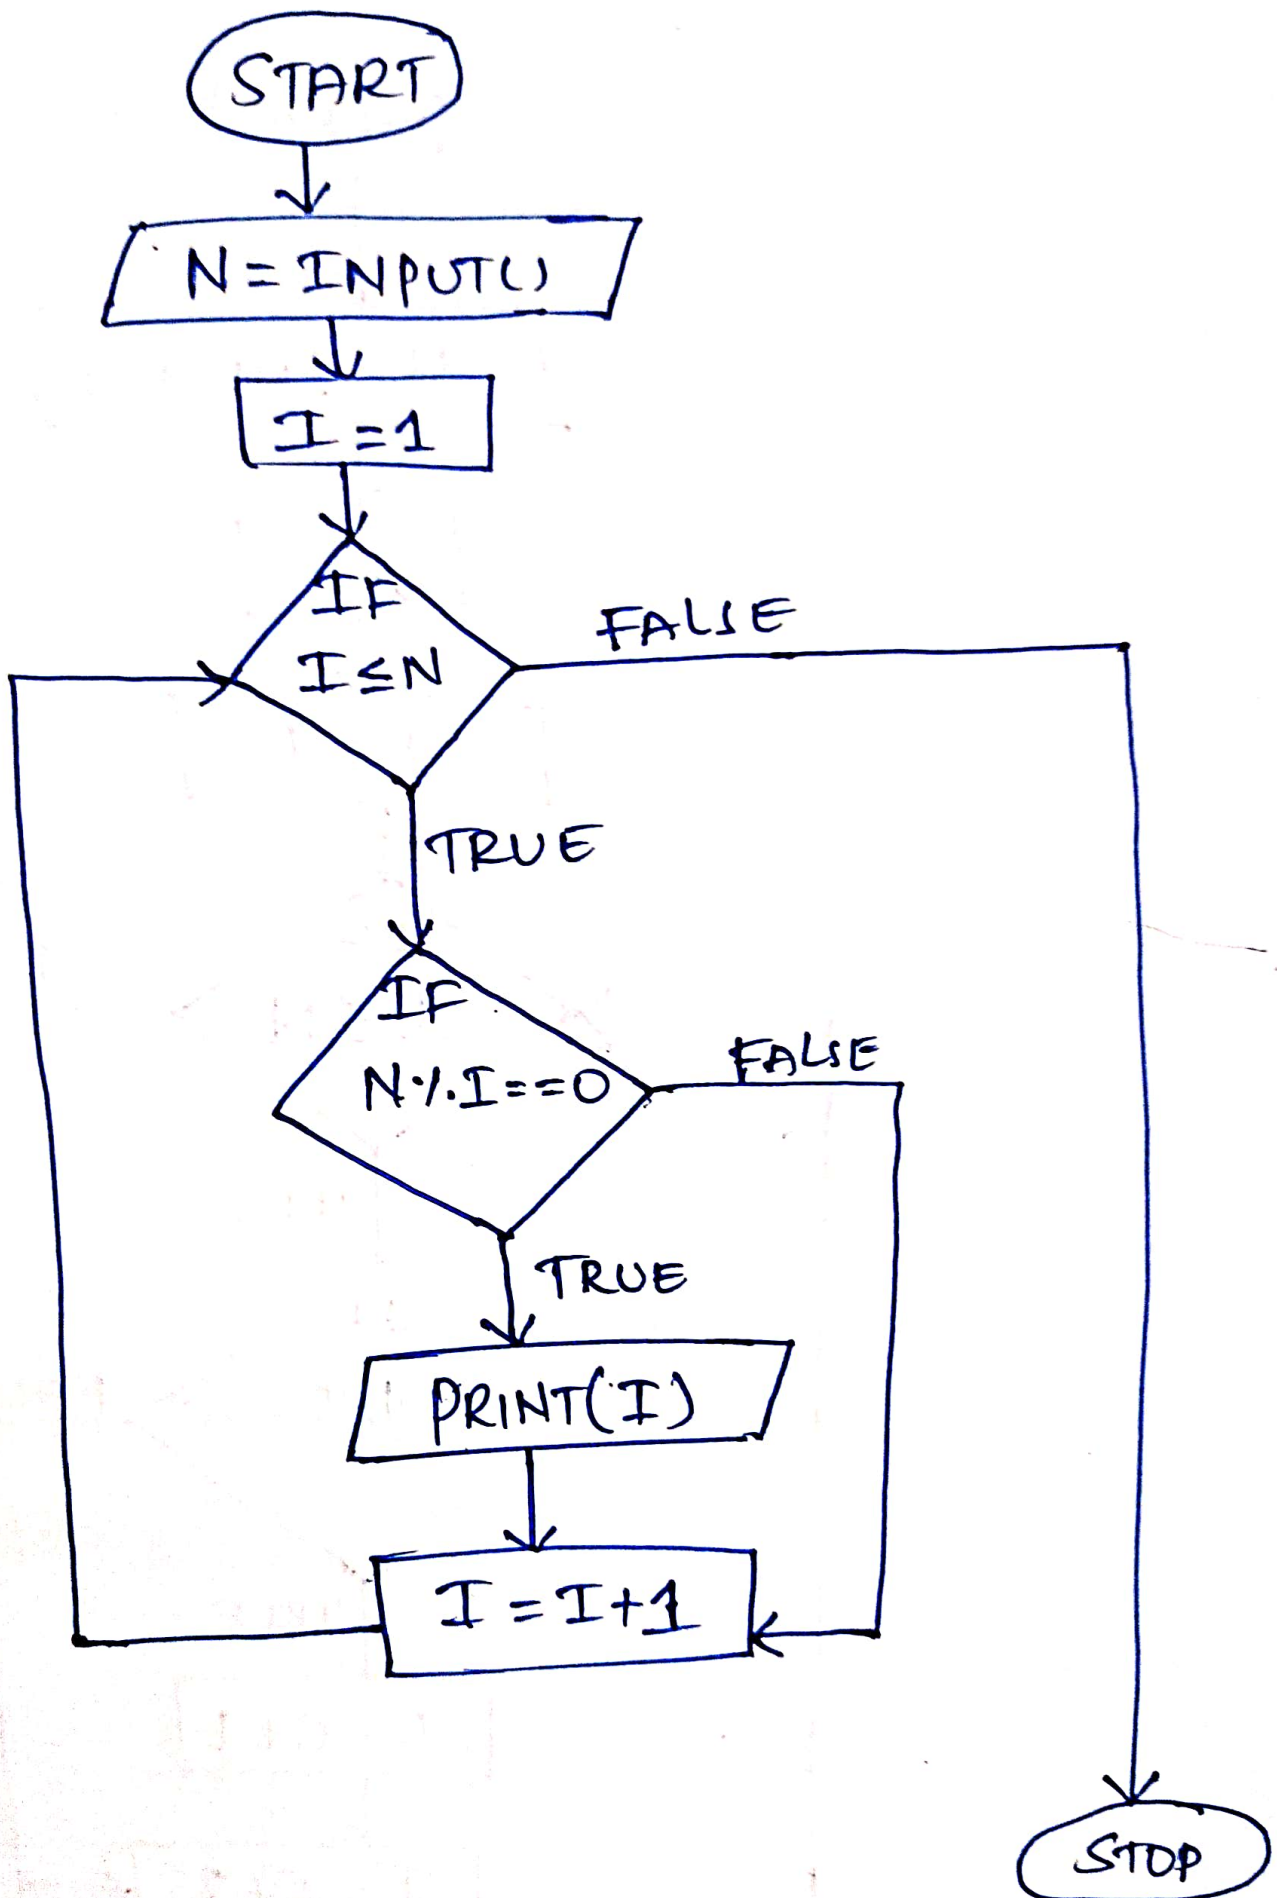 START
N = INPUT()
I = 1
IF
I ≤ N
FALSE
TRUE
IF
N % I == 0
FALSE
TRUE
PRINT(I)
I = I + 1
STOP